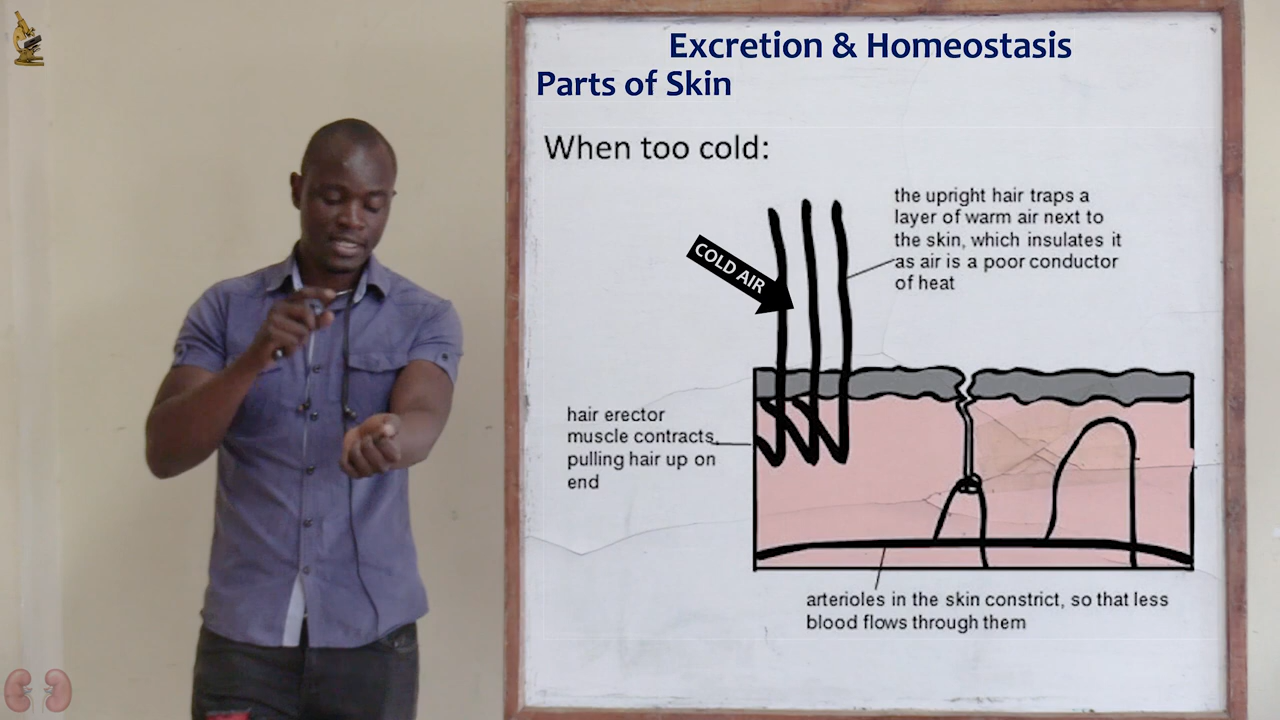 Excretion & Homeostasis
Parts of Skin
When too cold:
the upright hair traps a
layer of warm air next to
the skin, which insulates it
as air is a poor conductor
of heat
COLD AIR
hair erector
muscle contracts,
pulling hair up on
end
arterioles in the skin constrict, so that less
blood flows through them